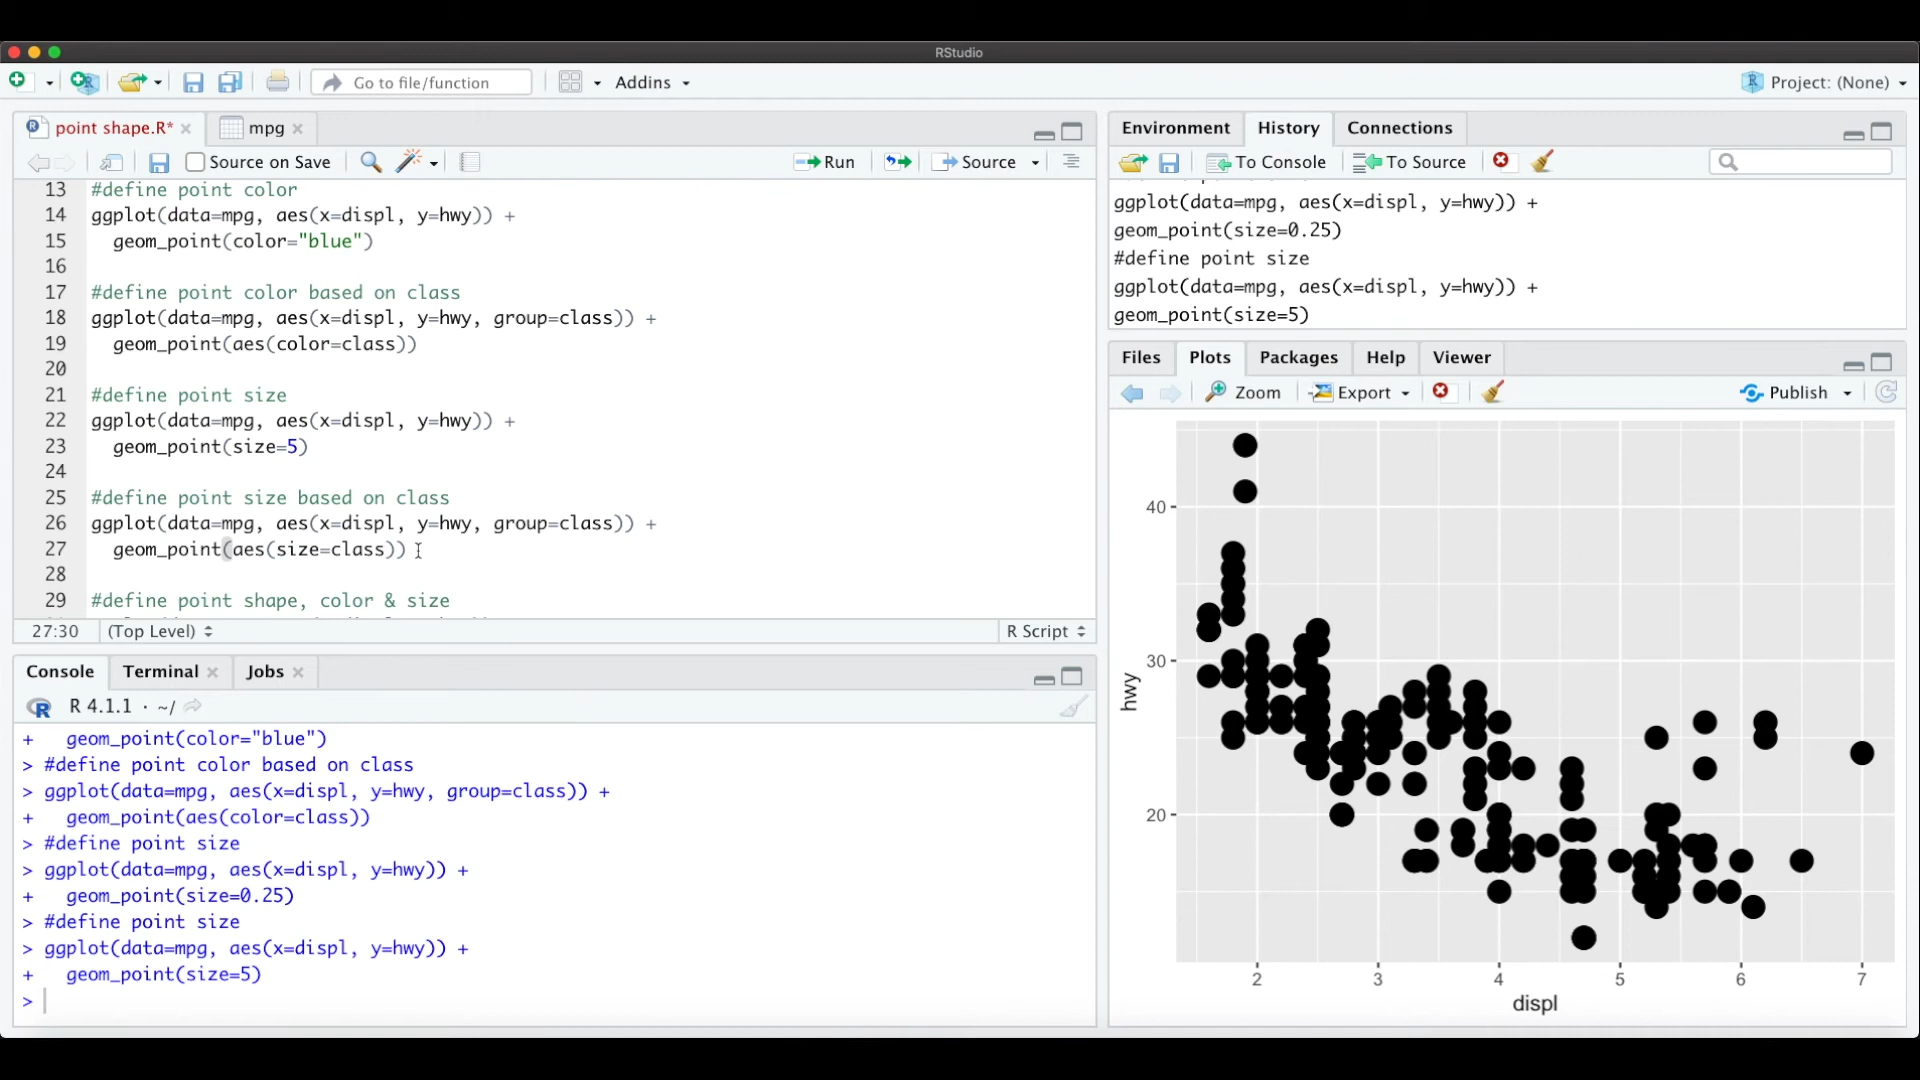 RStudio
Go to file/function
Addins
Project: (None)
point shape.R*
mpg
Source on Save
Run
Source
13 #define point color
14 ggplot(data=mpg, aes(x=displ, y=hwy)) +
15 geom_point(color="blue")
16
17 #define point color based on class
18 ggplot(data=mpg, aes(x=displ, y=hwy, group=class)) +
19 geom_point(aes(color=class))
20
21 #define point size
22 ggplot(data=mpg, aes(x=displ, y=hwy)) +
23 geom_point(size=5)
24
25 #define point size based on class
26 ggplot(data=mpg, aes(x=displ, y=hwy, group=class)) +
27 geom_point(aes(size=class))
28
29 #define point shape, color & size
27:30 (Top Level) R Script
Console Terminal Jobs
R 4.1.1 · ~/
+ geom_point(color="blue")
> #define point color based on class
> ggplot(data=mpg, aes(x=displ, y=hwy, group=class)) +
+ geom_point(aes(color=class))
> #define point size
> ggplot(data=mpg, aes(x=displ, y=hwy)) +
+ geom_point(size=0.25)
> #define point size
> ggplot(data=mpg, aes(x=displ, y=hwy)) +
+ geom_point(size=5)
>
Environment History Connections
To Console To Source
ggplot(data=mpg, aes(x=displ, y=hwy)) +
geom_point(size=0.25)
#define point size
ggplot(data=mpg, aes(x=displ, y=hwy)) +
geom_point(size=5)
Files Plots Packages Help Viewer
Zoom Export Publish
40
30
20
hwy
2 3 4 5 6 7
displ